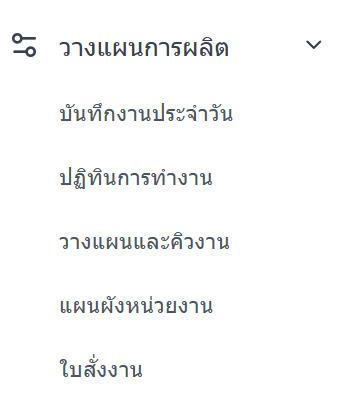 วางแผนการผลิต
บันทึกงานประจำวัน
ปฏิทินการทำงาน
วางแผนและคิวงาน
แผนผังหน่วยงาน
ใบสั่งงาน